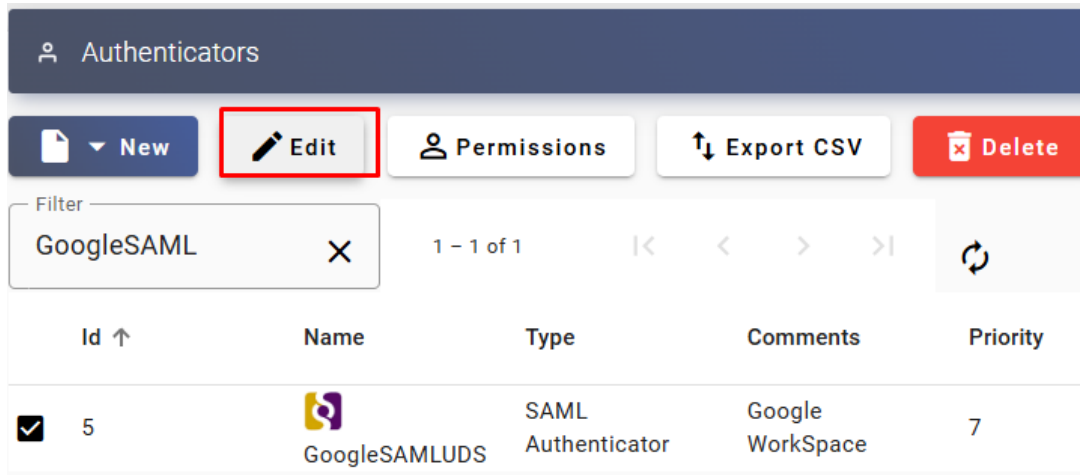 Authenticators
New
Edit
Permissions
Export CSV
Delete
Filter
GoogleSAML
1 – 1 of 1
Id
Name
Type
Comments
Priority
5
GoogleSAMLUDS
SAML
Authenticator
Google
WorkSpace
7